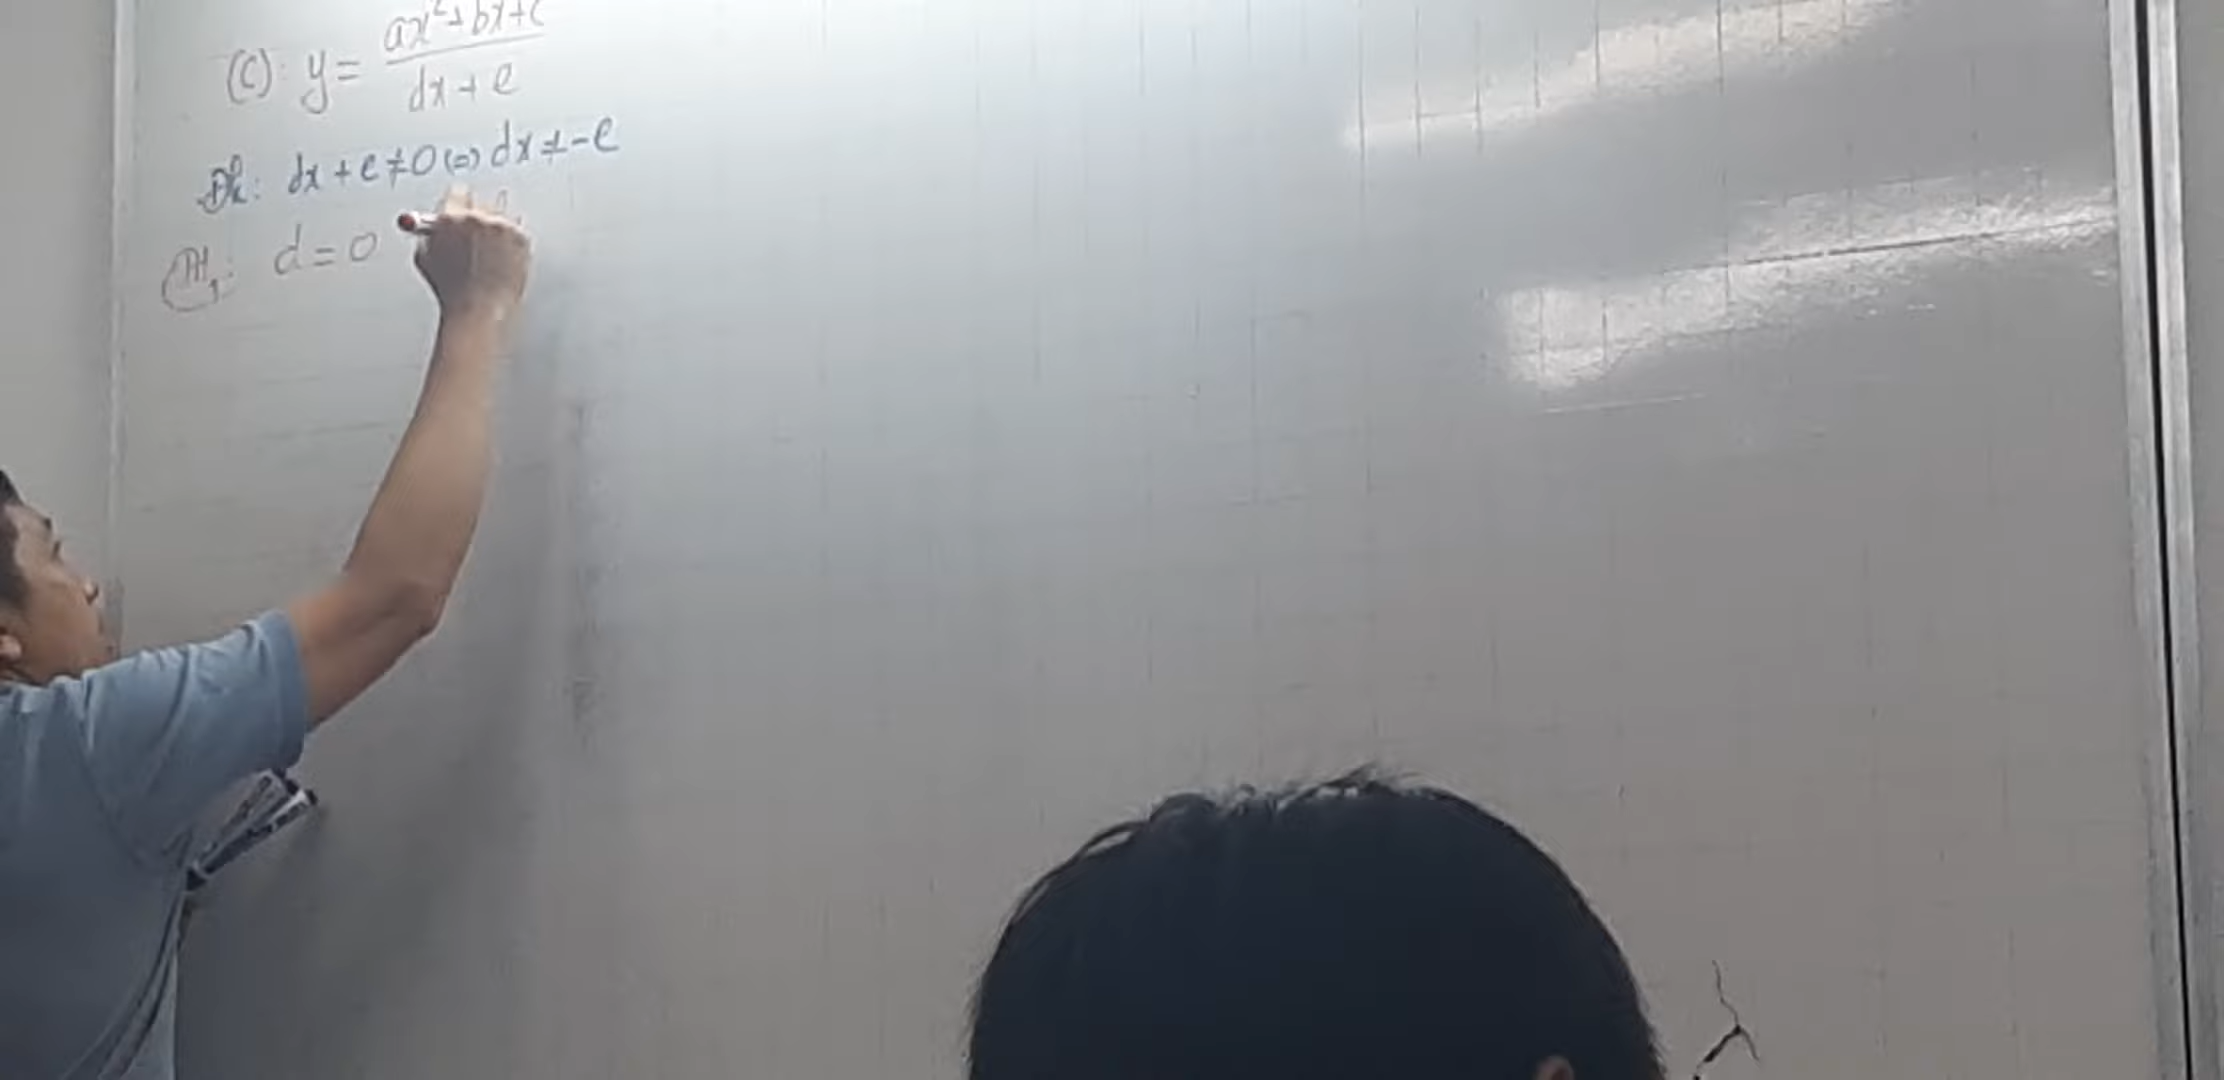 (C): y = ax²+bx+c / dx+e
Đk: dx + e ≠ 0 (=) dx ≠ -e
TH₁: d = 0